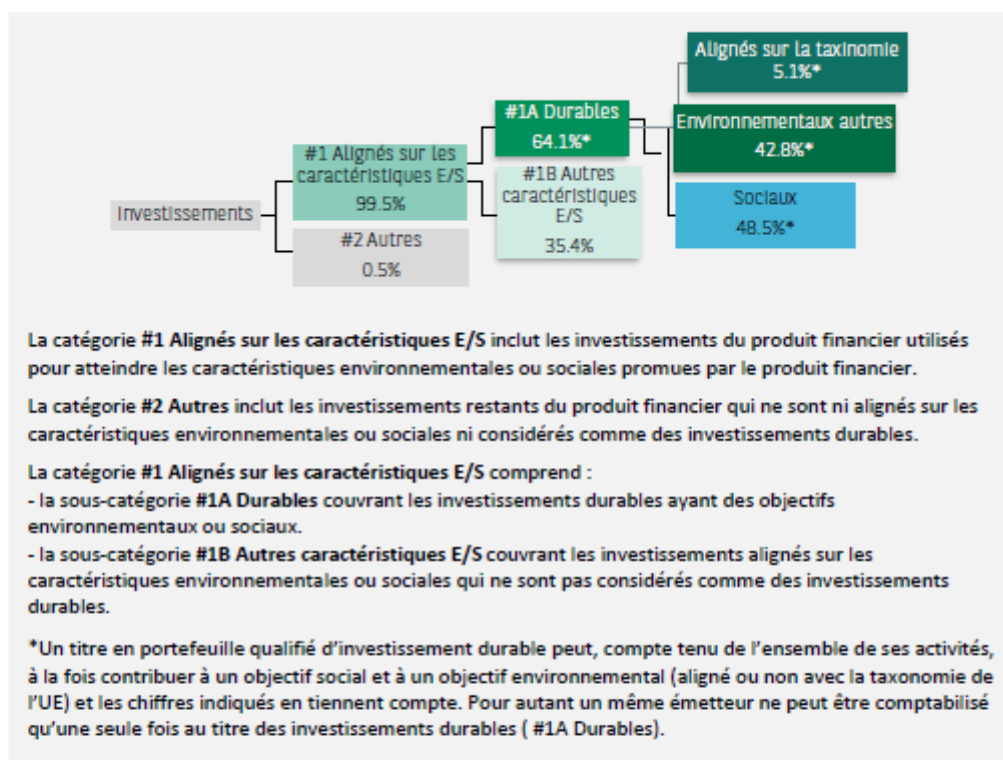 Investissements
#1 Alignés sur les
caractéristiques E/S
99.5%
#2 Autres
0.5%
#1A Durables
64.1%*
#1B Autres
caractéristiques
E/S
35.4%
Alignés sur la taxinomie
5.1%*
Environnementaux autres
42.8%*
Sociaux
48.5%*
La catégorie #1 Alignés sur les caractéristiques E/S inclut les investissements du produit financier utilisés
pour atteindre les caractéristiques environnementales ou sociales promues par le produit financier.
La catégorie #2 Autres inclut les investissements restants du produit financier qui ne sont ni alignés sur les
caractéristiques environnementales ou sociales ni considérés comme des investissements durables.
La catégorie #1 Alignés sur les caractéristiques E/S comprend :
- la sous-catégorie #1A Durables couvrant les investissements durables ayant des objectifs
environnementaux ou sociaux.
- la sous-catégorie #1B Autres caractéristiques E/S couvrant les investissements alignés sur les
caractéristiques environnementales ou sociales qui ne sont pas considérés comme des investissements
durables.
*Un titre en portefeuille qualifié d'investissement durable peut, compte tenu de l'ensemble de ses activités,
à la fois contribuer à un objectif social et à un objectif environnemental (aligné ou non avec la taxonomie de
l'UE) et les chiffres indiqués en tiennent compte. Pour autant un même émetteur ne peut être comptabilisé
qu'une seule fois au titre des investissements durables ( #1A Durables).